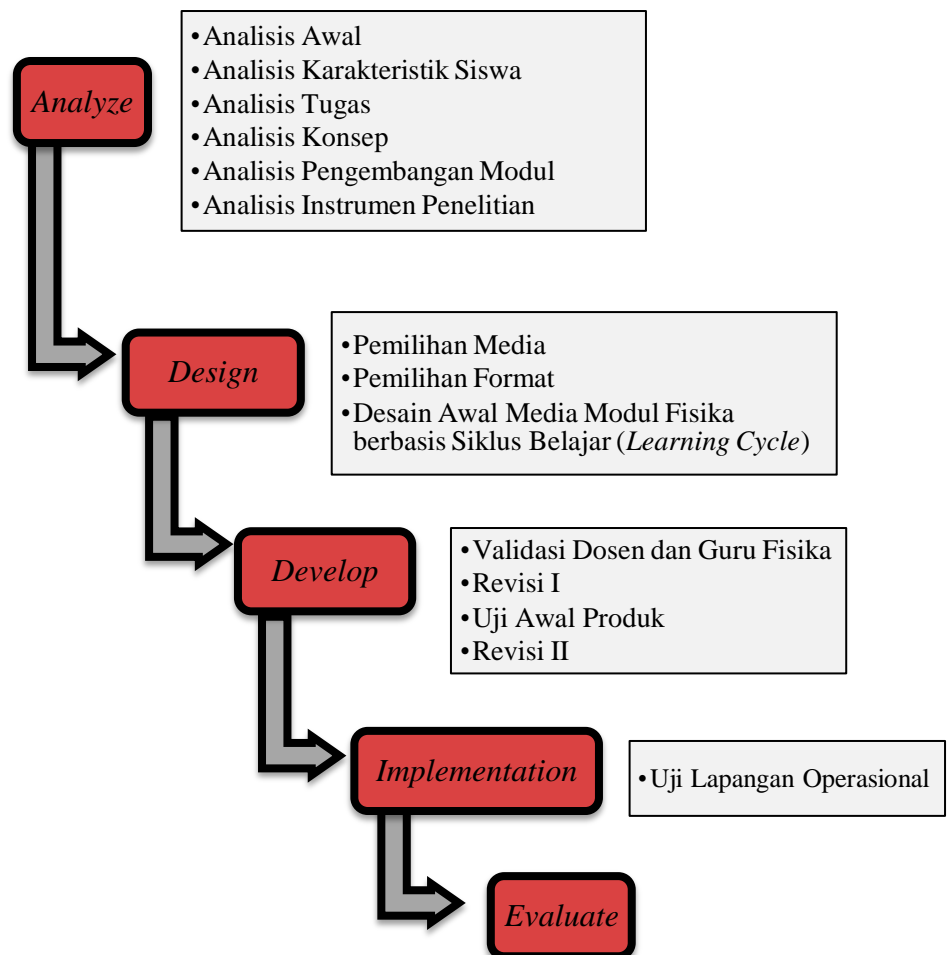 Analyze
•Analisis Awal
•Analisis Karakteristik Siswa
•Analisis Tugas
•Analisis Konsep
•Analisis Pengembangan Modul
•Analisis Instrumen Penelitian
Design
•Pemilihan Media
•Pemilihan Format
•Desain Awal Media Modul Fisika
berbasis Siklus Belajar (Learning Cycle)
Develop
•Validasi Dosen dan Guru Fisika
•Revisi I
•Uji Awal Produk
•Revisi II
Implementation
•Uji Lapangan Operasional
Evaluate